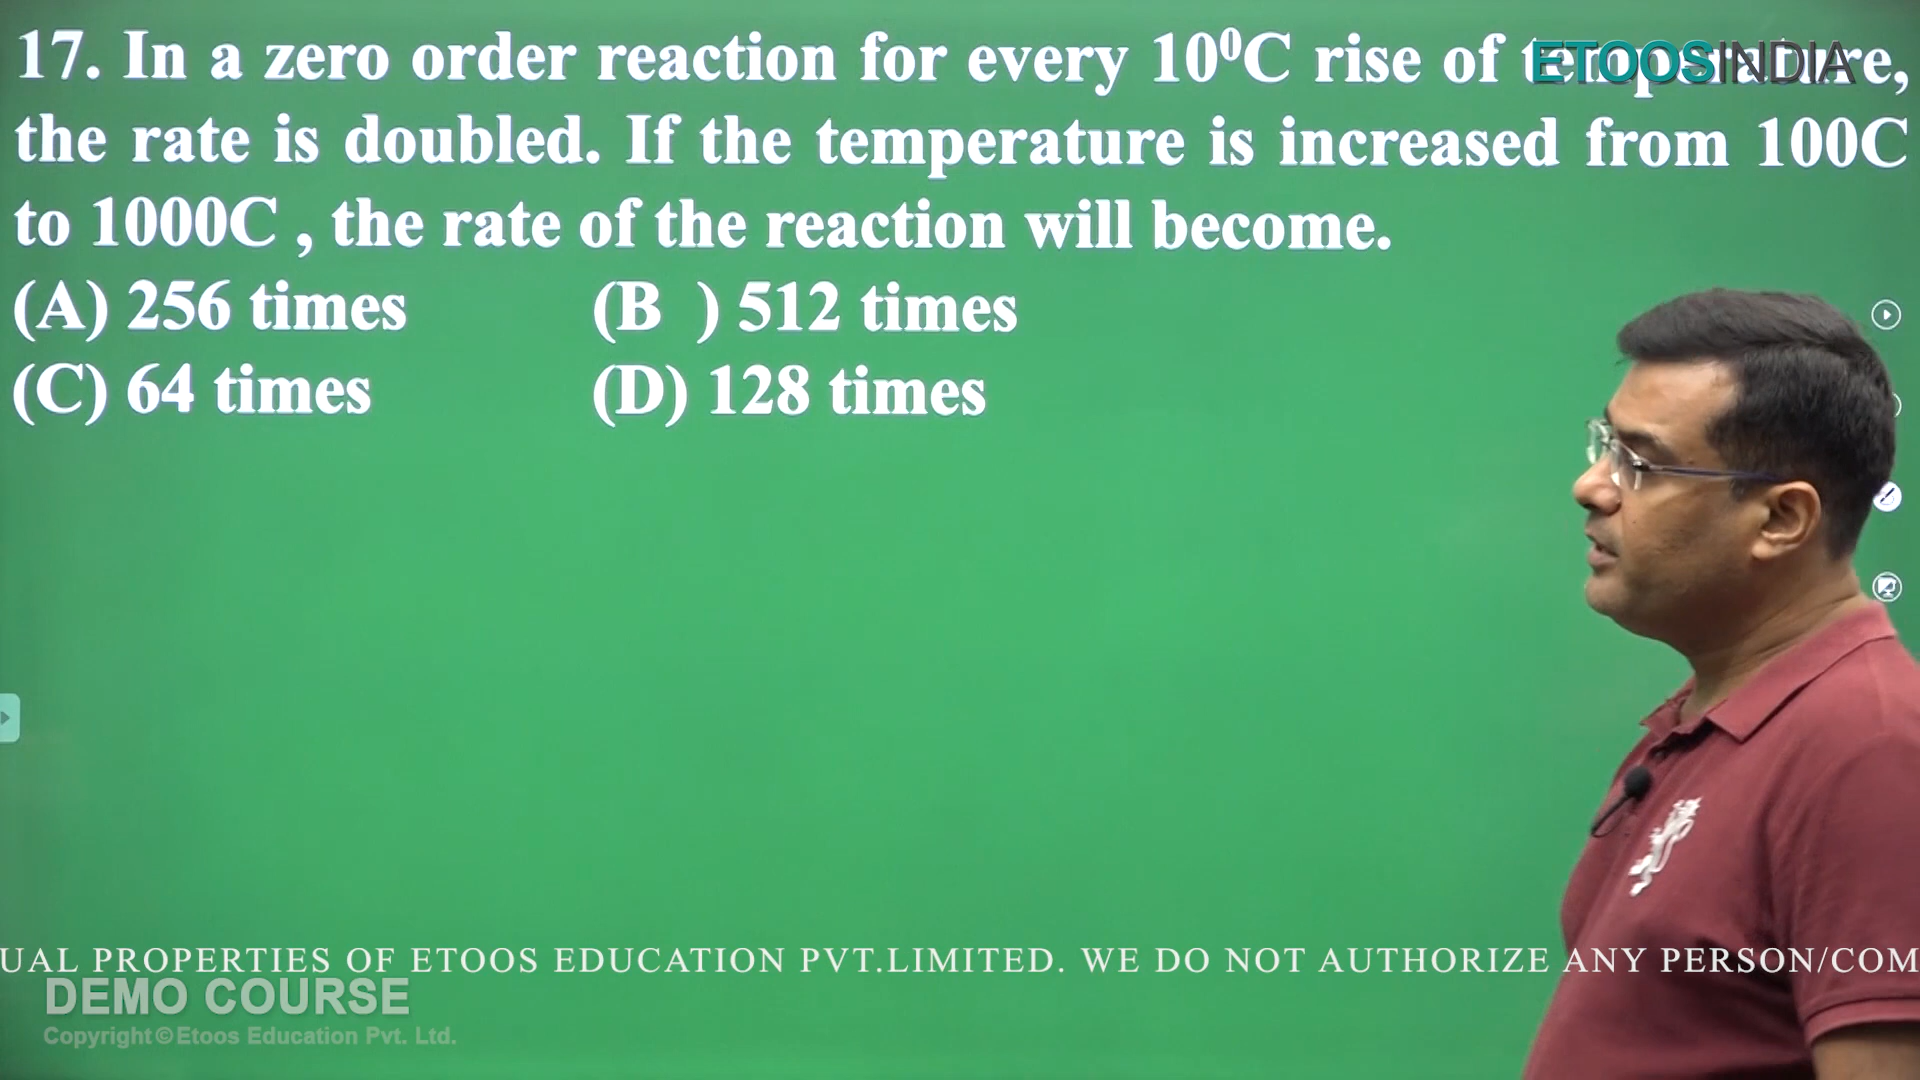 ETOOSINDIA
17. In a zero order reaction for every 10⁰C rise of temperature,
the rate is doubled. If the temperature is increased from 100C
to 1000C , the rate of the reaction will become.
(A) 256 times (B ) 512 times
(C) 64 times (D) 128 times
UAL PROPERTIES OF ETOOS EDUCATION PVT.LIMITED. WE DO NOT AUTHORIZE ANY PERSON/COM
DEMO COURSE
Copyright©Etoos Education Pvt. Ltd.